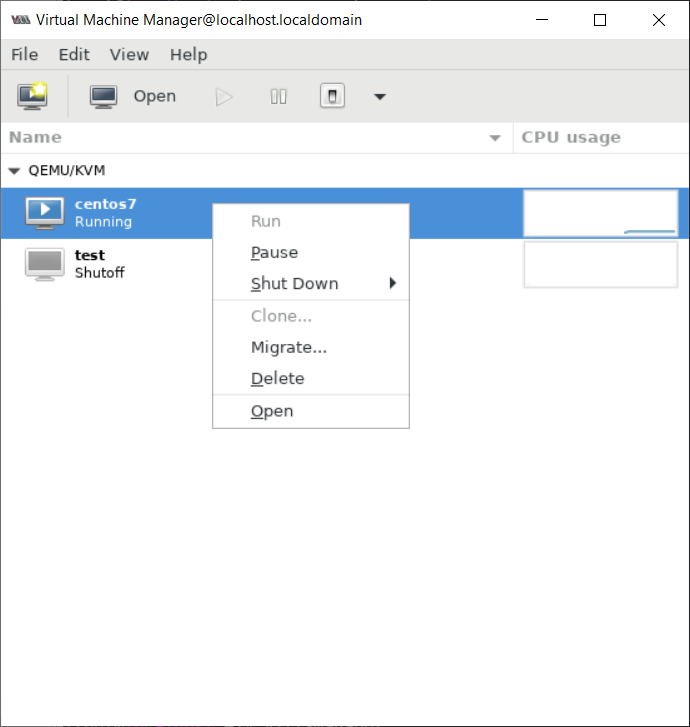 Virtual Machine Manager@localhost.localdomain
File Edit View Help
Open
Name CPU usage
QEMU/KVM
centos7
Running
test
Shutoff
Run
Pause
Shut Down
Clone...
Migrate...
Delete
Open